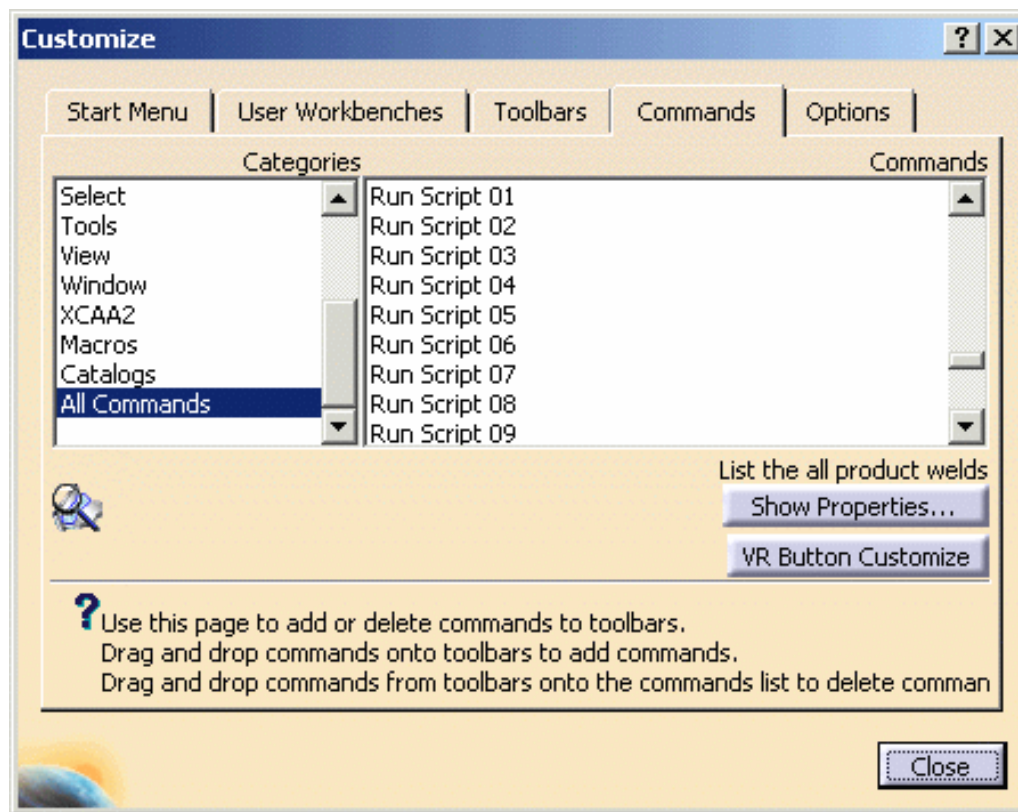 Customize
Start Menu User Workbenches Toolbars Commands Options
Categories Commands
Select
Tools
View
Window
XCAA2
Macros
Catalogs
All Commands
Run Script 01
Run Script 02
Run Script 03
Run Script 04
Run Script 05
Run Script 06
Run Script 07
Run Script 08
Run Script 09
List the all product welds
Show Properties...
VR Button Customize
?Use this page to add or delete commands to toolbars.
Drag and drop commands onto toolbars to add commands.
Drag and drop commands from toolbars onto the commands list to delete comman
Close